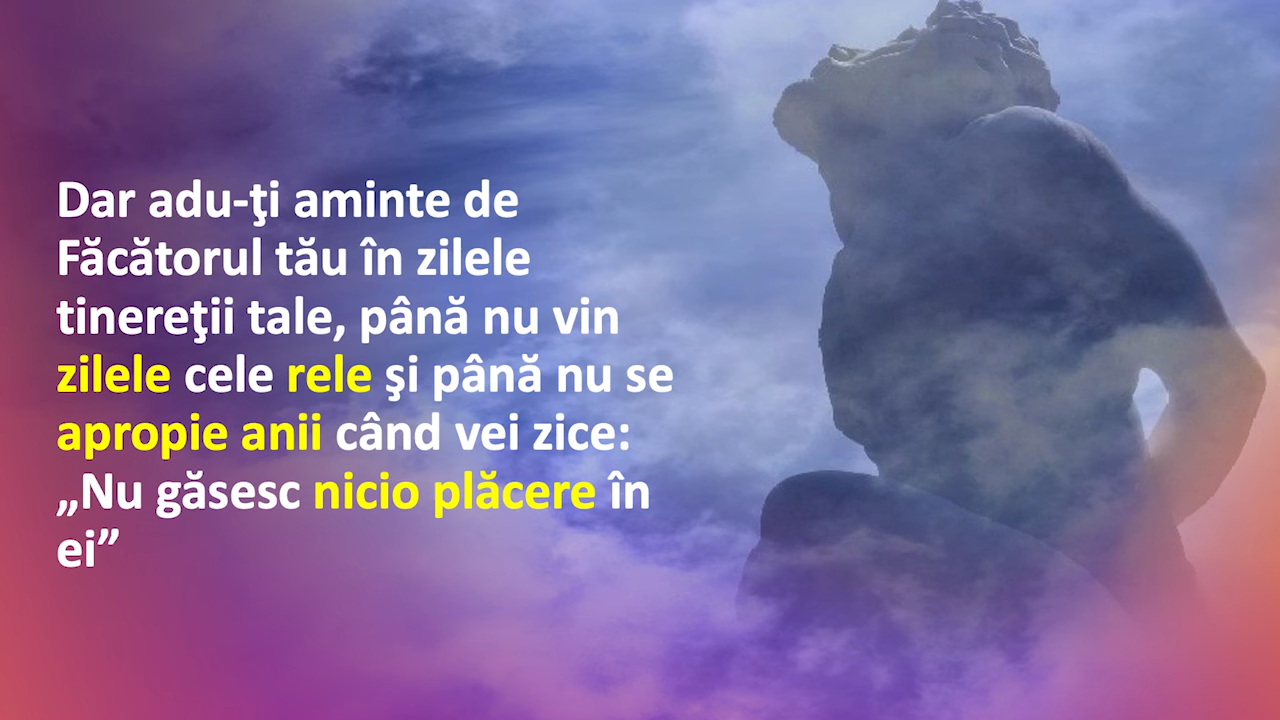 Dar adu-ţi aminte de
Făcătorul tău în zilele
tinereţii tale, până nu vin
zilele cele rele şi până nu se
apropie anii când vei zice:
„Nu găsesc nicio plăcere în
ei”